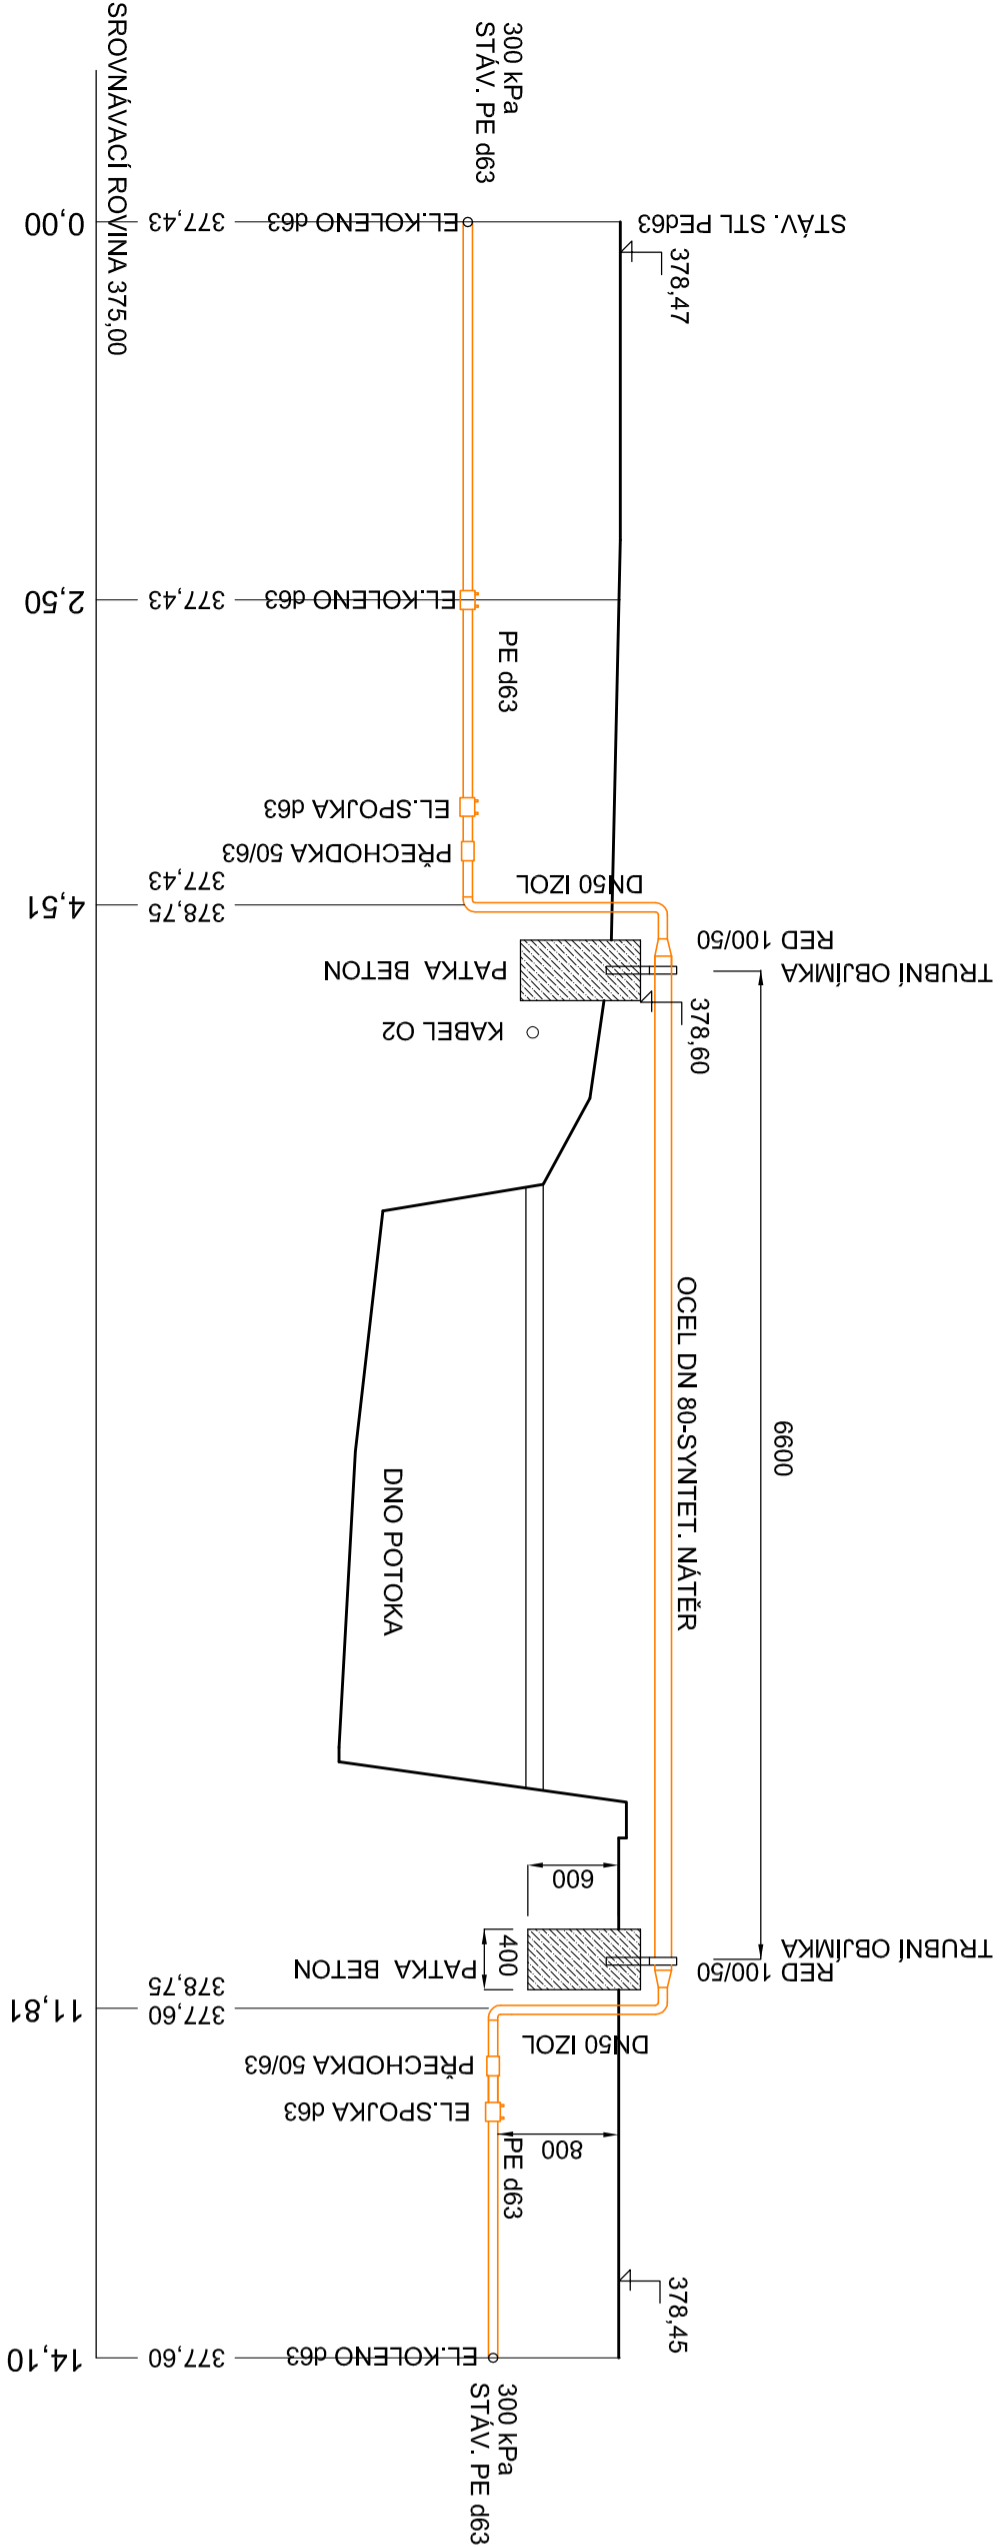 SROVNÁVACÍ ROVINA 375,00
300 kPa
STÁV. PE d63
0,00
377,43
EL.KOLENO d63
STÁV. STL PEd63
378,47
2,50
377,43
EL.KOLENO d63
PE d63
EL.SPOJKA d63
PŘECHODKA 50/63
377,43
378,75
4,51
DN50 IZOL
RED 100/50
TRUBNÍ OBJÍMKA
PATKA BETON
378,60
KABEL O2
OCEL DN 80-SYNTET. NÁTĚR
6600
DNO POTOKA
600
400
PATKA BETON
TRUBNÍ OBJÍMKA
RED 100/50
378,75
377,60
11,81
DN50 IZOL
PŘECHODKA 50/63
EL.SPOJKA d63
800
PE d63
378,45
14,10
377,60
EL.KOLENO d63
300 kPa
STÁV. PE d63